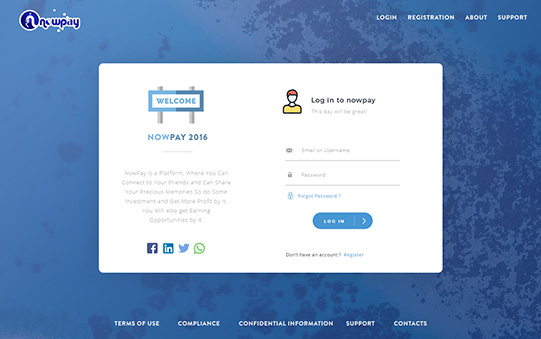 nowpay
LOGIN REGISTRATION ABOUT SUPPORT
WELCOME
NOWPAY 2016
NowPay is a Platform, Where You Can
Connect to Your Friends and Can Share
Your Precious Memories So do Some
Investment and Get More Profit by it.
You Will also get Earning
Opportunities by it
Log in to nowpay
This day will be great!
Email or Username
Password
Forgot Password ?
LOG IN
Don't have an account ? Register
TERMS OF USE COMPLIANCE CONFIDENTIAL INFORMATION SUPPORT CONTACTS